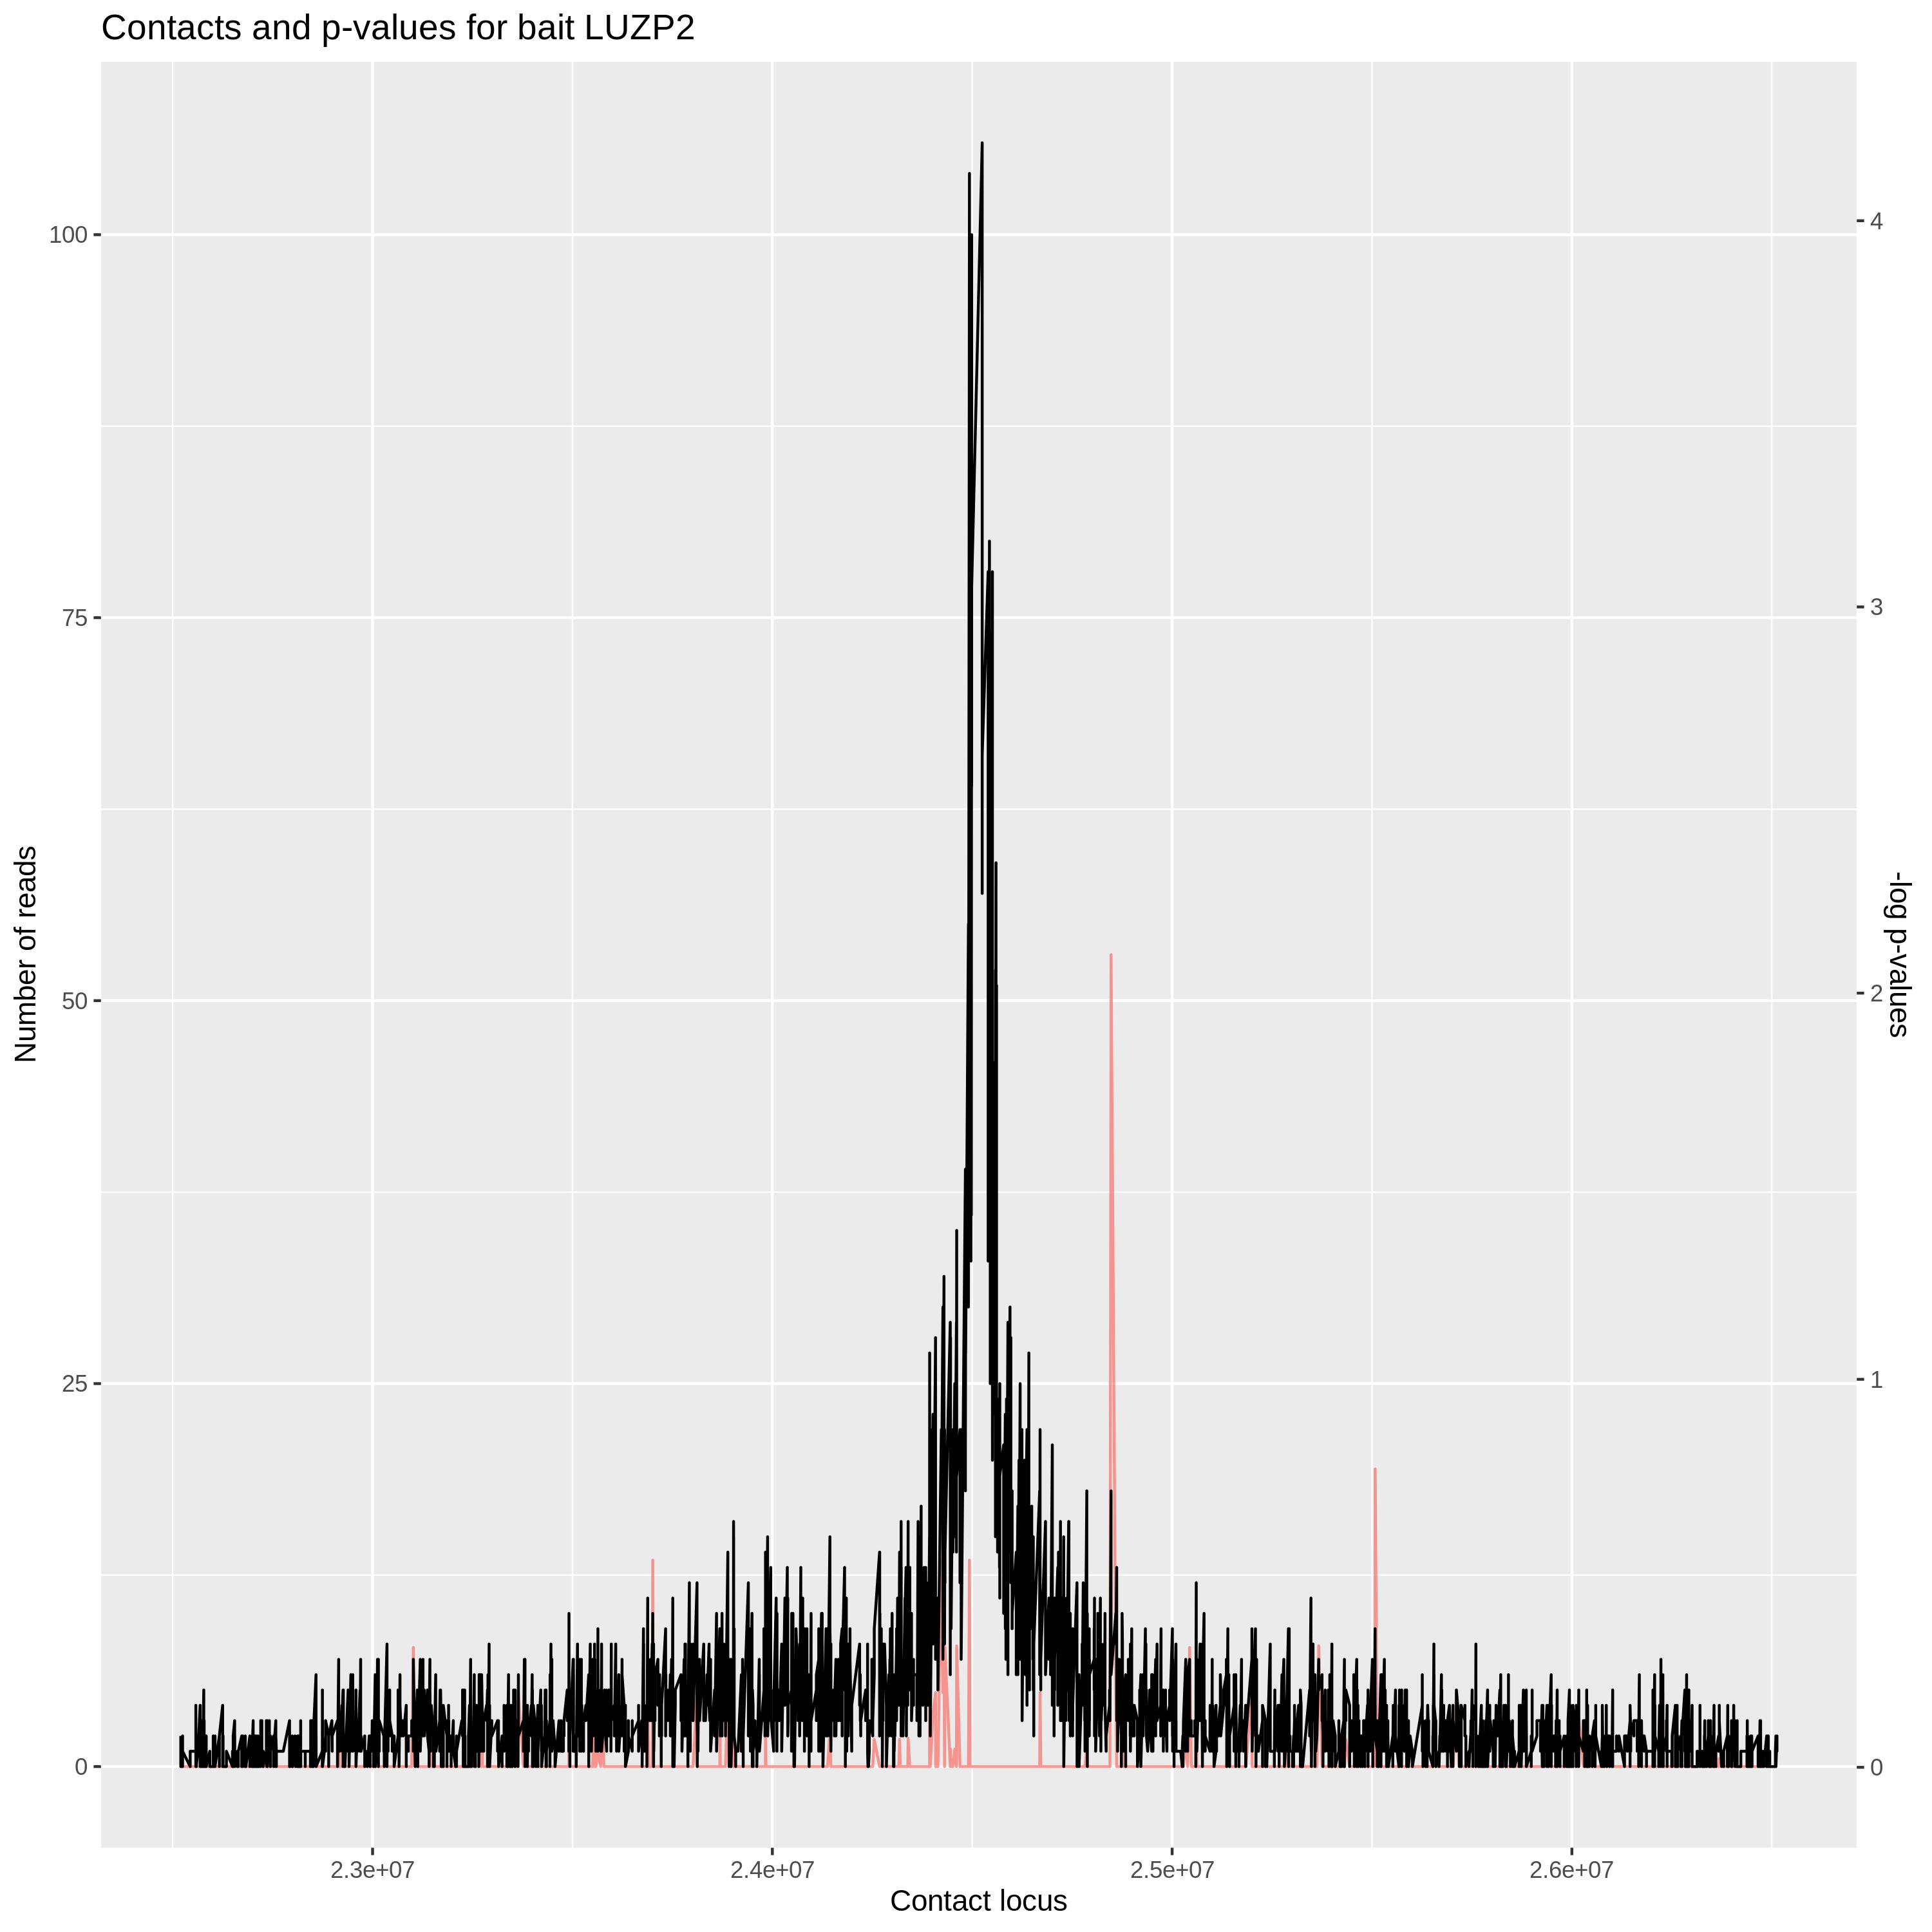 Contacts and p-values for bait LUZP2
100
75
50
25
0
Number of reads
4
3
2
1
0
-log p-values
2.3e+07
2.4e+07
2.5e+07
2.6e+07
Contact locus